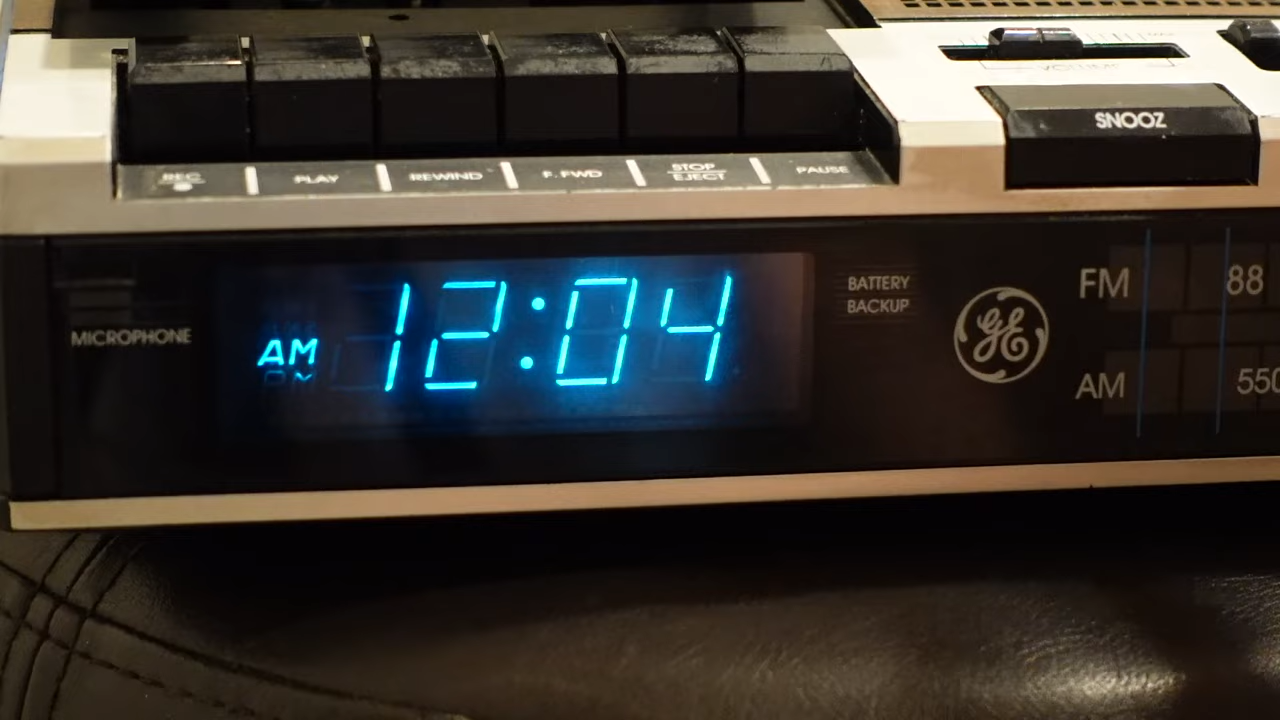 VOLUME
SNOOZ
REC PLAY REWIND F. FWD STOP EJECT PAUSE
MICROPHONE
AM 12:04
BATTERY
BACKUP
GE
FM 88
AM 550